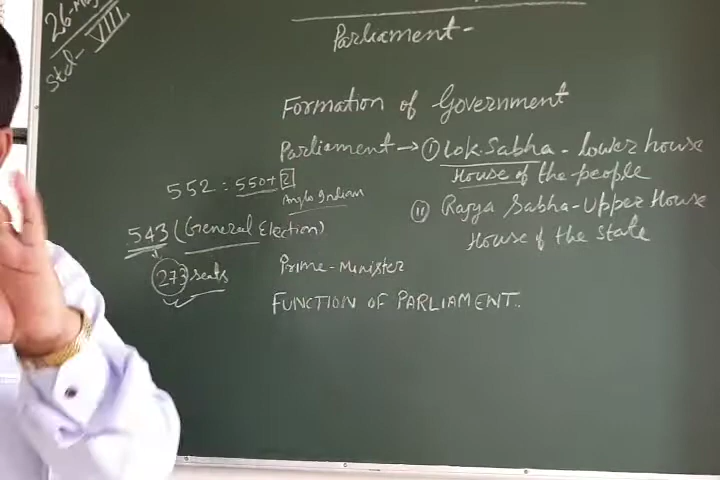 26-May
Std- VIII
Parliament-
Formation of Government
Parliament → (i) Lok Sabha - lower house
House of the people
(ii) Rajya Sabha - Upper House
House of the State
552 : 550 + 2
Anglo Indian
543 (General Election)
273 seats
Prime-Minister
FUNCTION OF PARLIAMENT.